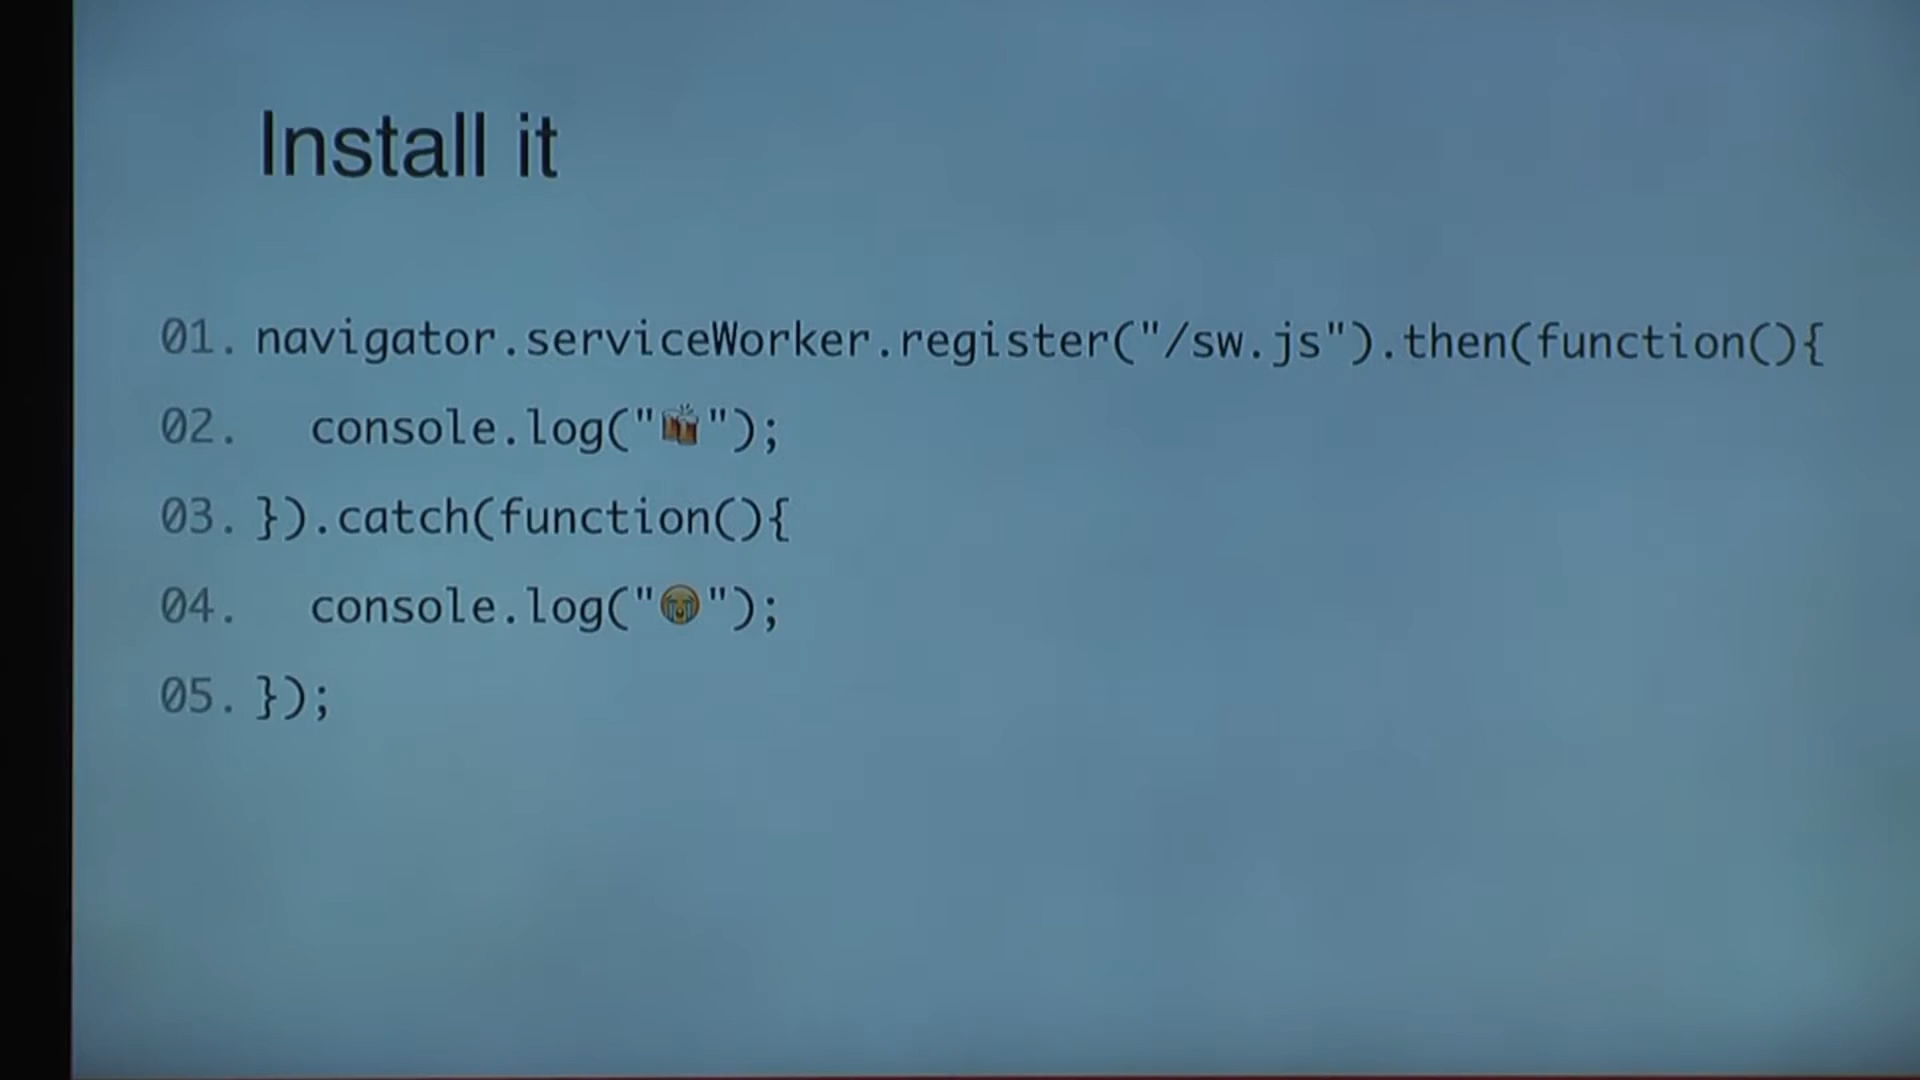 Install it
01. navigator.serviceWorker.register("/sw.js").then(function(){
02. console.log("🍻");
03. }).catch(function(){
04. console.log("😭");
05. });